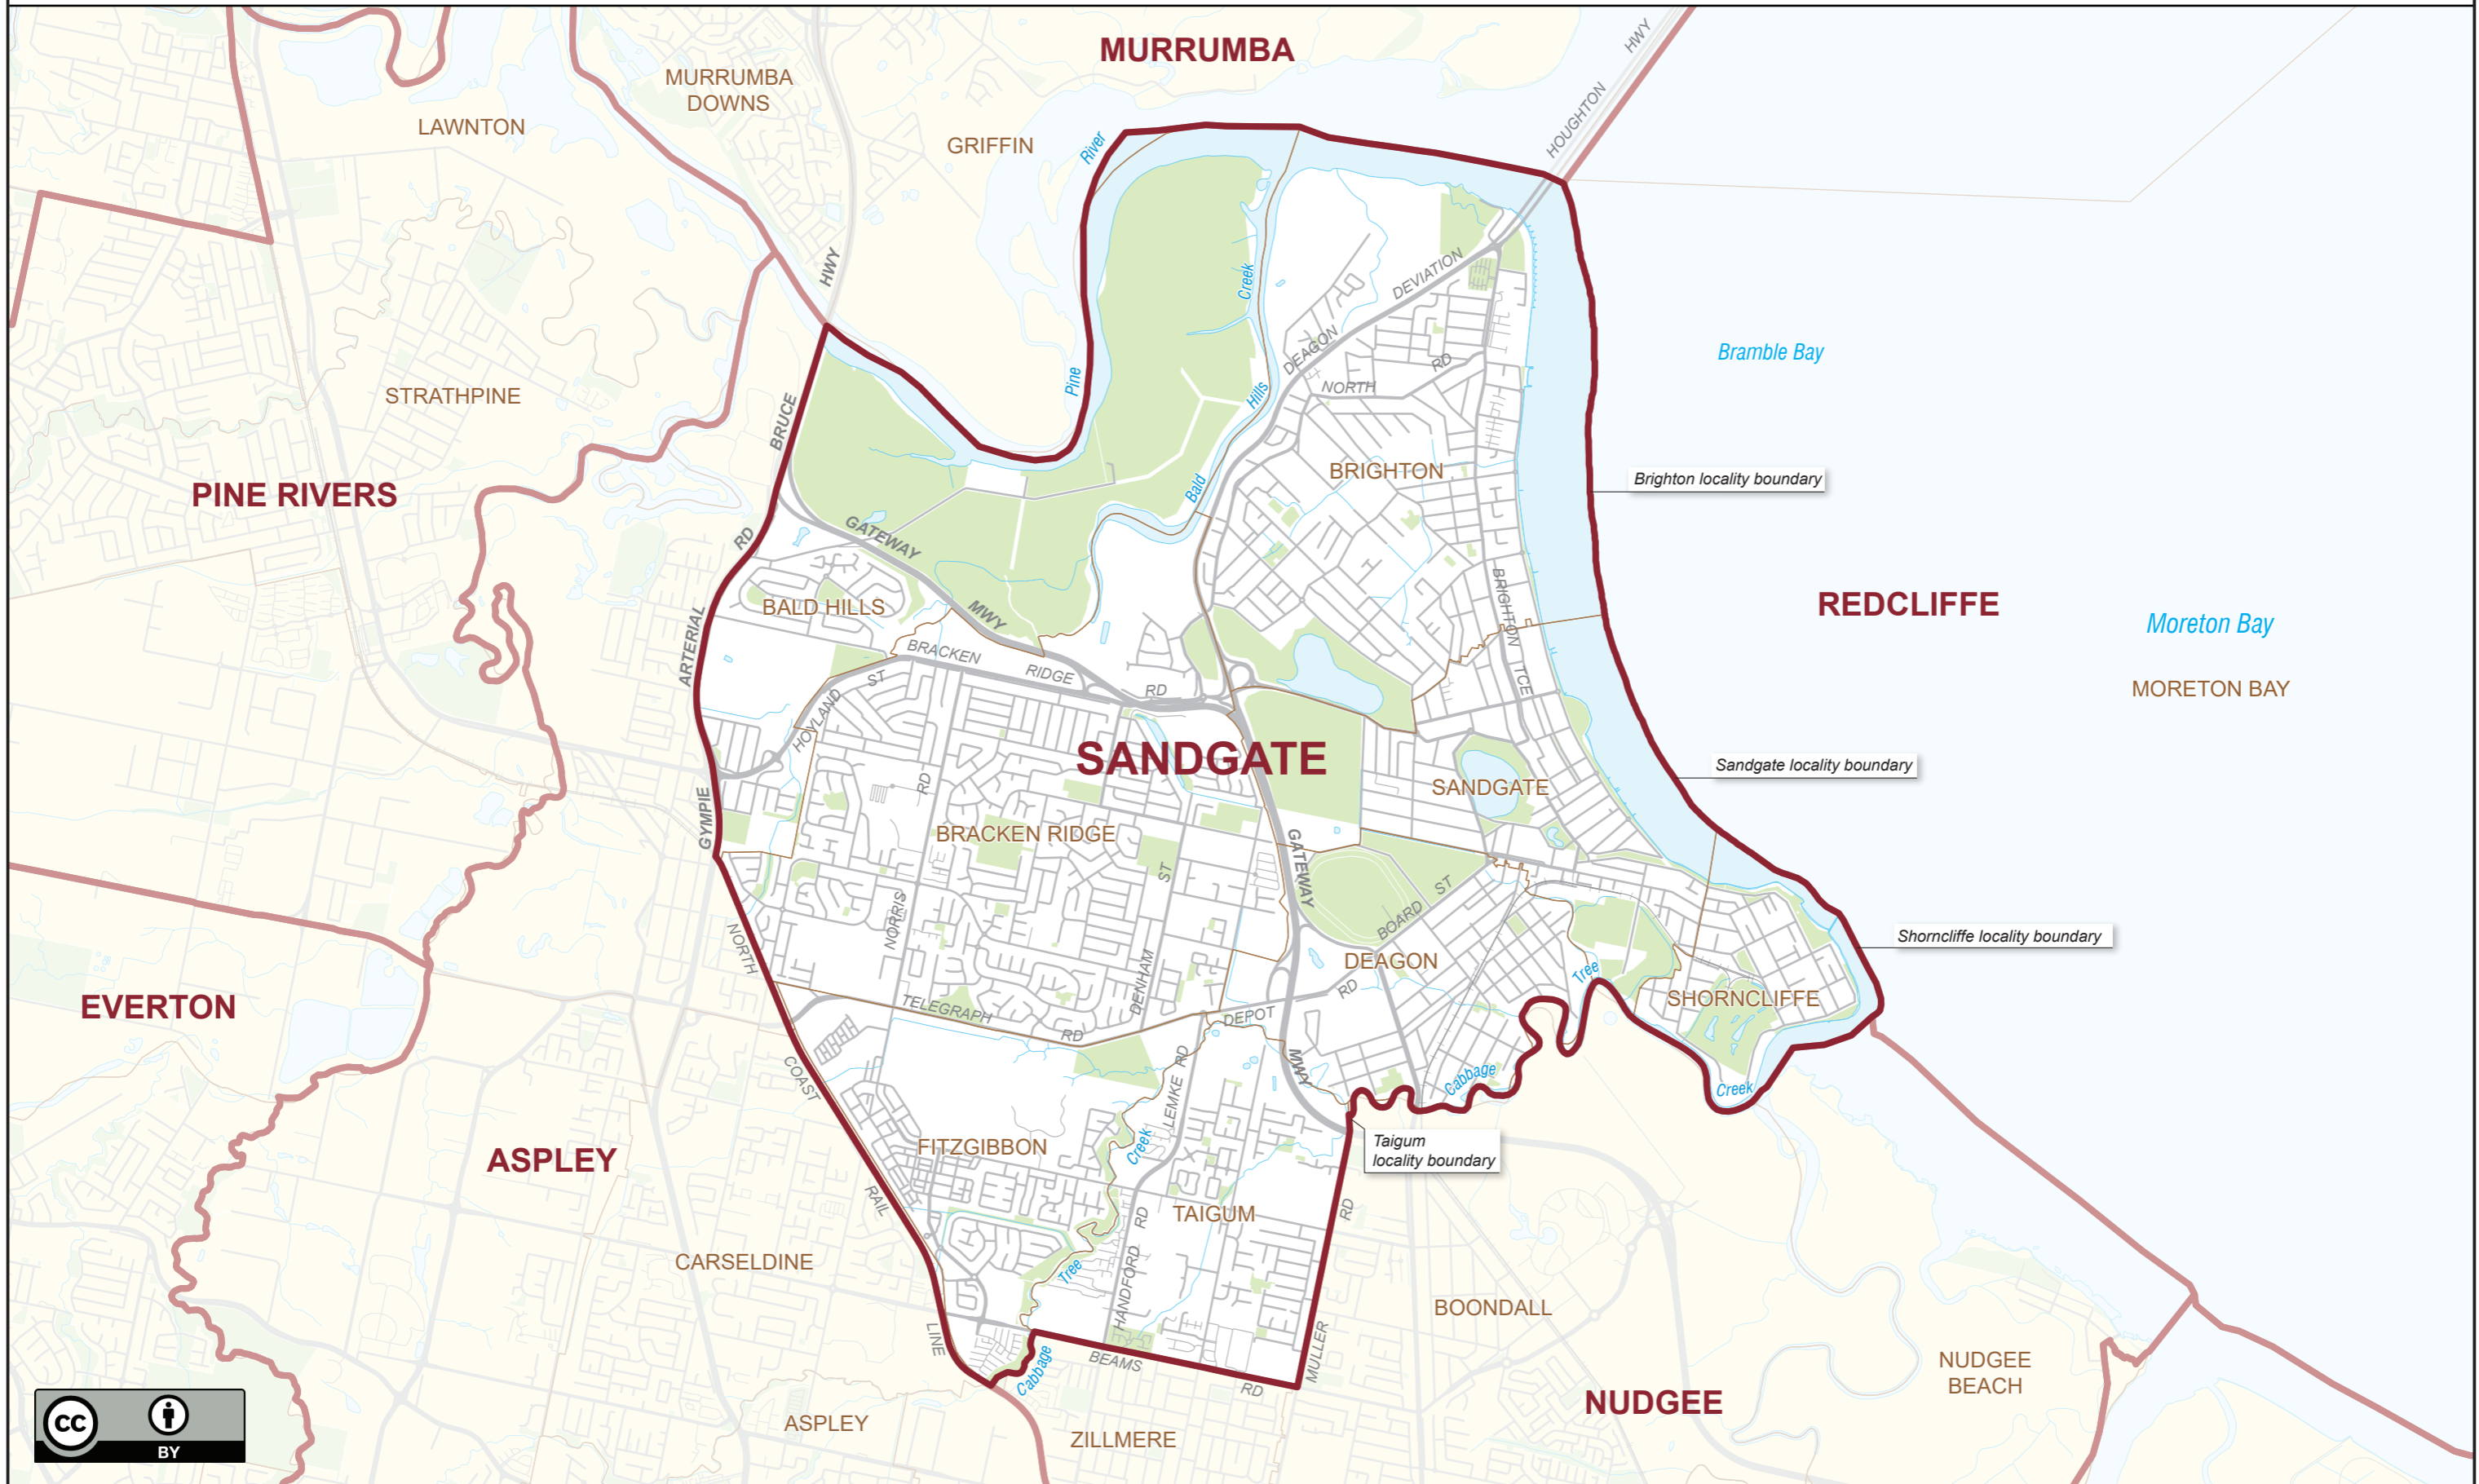 MURRUMBA
HWY
MURRUMBA
DOWNS
LAWNTON
HOUGHTON
GRIFFIN
River
HWY
Creek
DEVIATION
Bramble Bay
DEAGON
RD
Pine
NORTH
Hills
STRATHPINE
BRUCE
BRIGHTON
Brighton locality boundary
PINE RIVERS
Bald
RD
GATEWAY
BRIGHTON
REDCLIFFE
BALD HILLS
MWY
Moreton Bay
ARTERIAL
BRACKEN
RIDGE
ST
RD
TCE
MORETON BAY
HOYLAND
SANDGATE
Sandgate locality boundary
RD
SANDGATE
GYMPIE
BRACKEN RIDGE
GATEWAY
ST
ST
NORRIS
BOARD
Shorncliffe locality boundary
NORTH
DEAGON
Tree
DENHAM
RD
SHORNCLIFFE
EVERTON
TELEGRAPH
DEPOT
RD
RD
MWY
COAST
Cabbage
Creek
LEMKE
Taigum
locality boundary
FITZGIBBON
Creek
ASPLEY
RAIL
TAIGUM
RD
RD
CARSELDINE
Tree
HANDFORD
BOONDALL
LINE
MULLER
BEAMS
Cabbage
RD
NUDGEE
BEACH
NUDGEE
ASPLEY
ZILLMERE
cc
BY